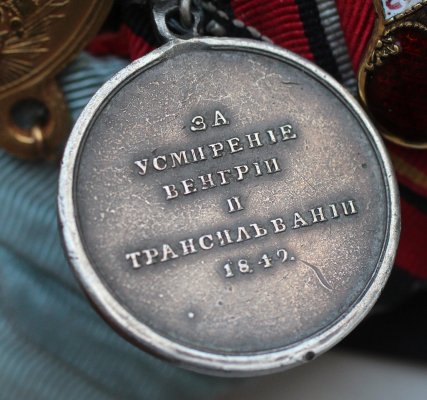 ЗА
УСМИРЕНІЕ
ВЕНГРІИ
И
ТРАНСИЛЬВАНІИ
1849.